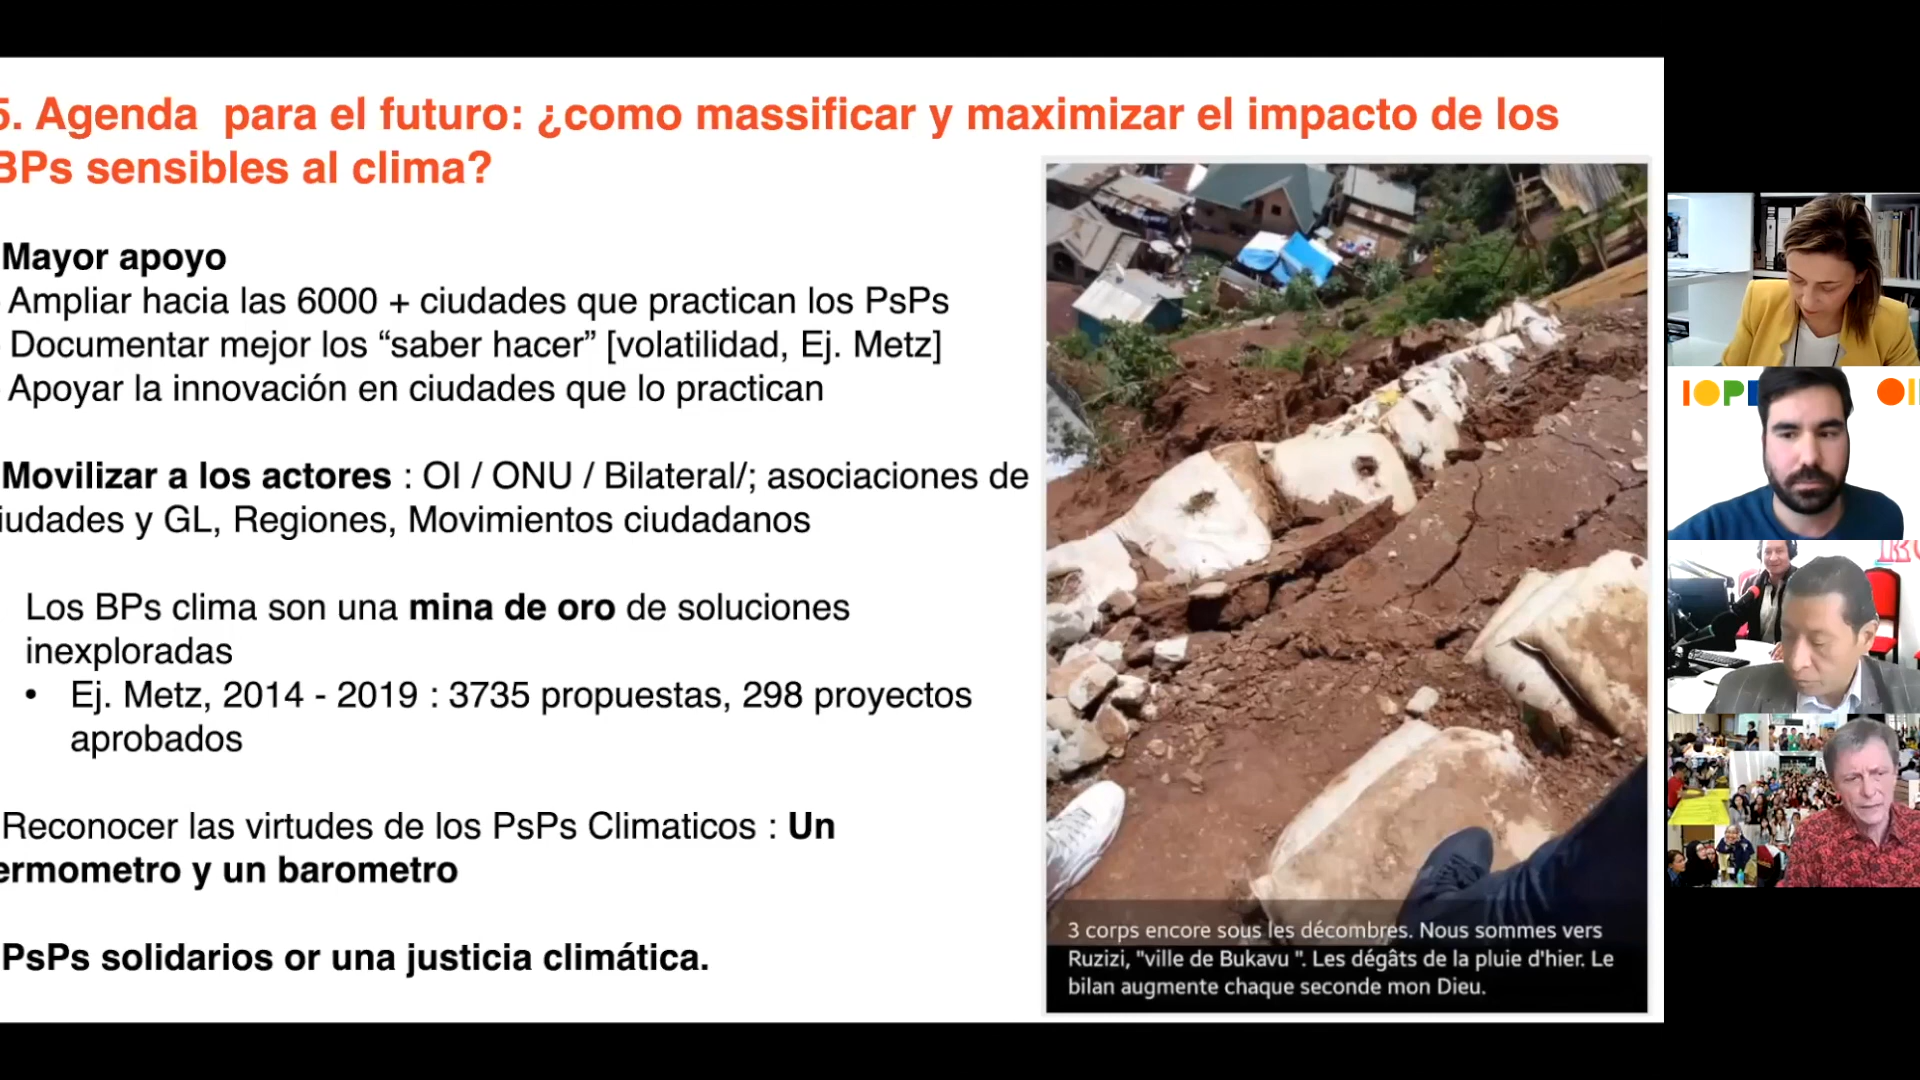 5. Agenda para el futuro: ¿como massificar y maximizar el impacto de los
BPs sensibles al clima?
Mayor apoyo
Ampliar hacia las 6000 + ciudades que practican los PsPs
Documentar mejor los “saber hacer” [volatilidad, Ej. Metz]
Apoyar la innovación en ciudades que lo practican
Movilizar a los actores : OI / ONU / Bilateral/; asociaciones de
iudades y GL, Regiones, Movimientos ciudadanos
Los BPs clima son una mina de oro de soluciones
inexploradas
• Ej. Metz, 2014 - 2019 : 3735 propuestas, 298 proyectos
aprobados
Reconocer las virtudes de los PsPs Climaticos : Un
ermometro y un barometro
PsPs solidarios or una justicia climática.
3 corps encore sous les décombres. Nous sommes vers
Ruzizi, "ville de Bukavu ". Les dégâts de la pluie d'hier. Le
bilan augmente chaque seconde mon Dieu.
IOP
OI